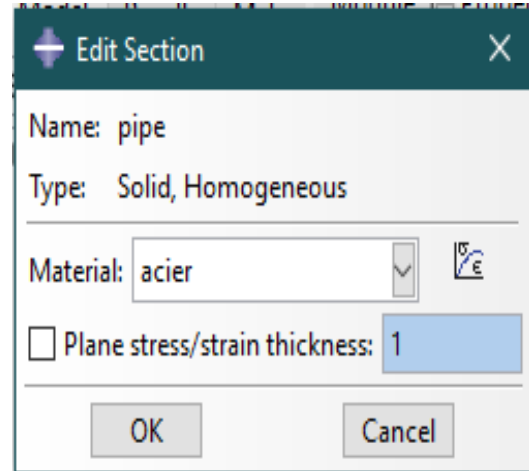 Edit Section
Name: pipe
Type: Solid, Homogeneous
Material: acier
σ ε
Plane stress/strain thickness: 1
OK Cancel